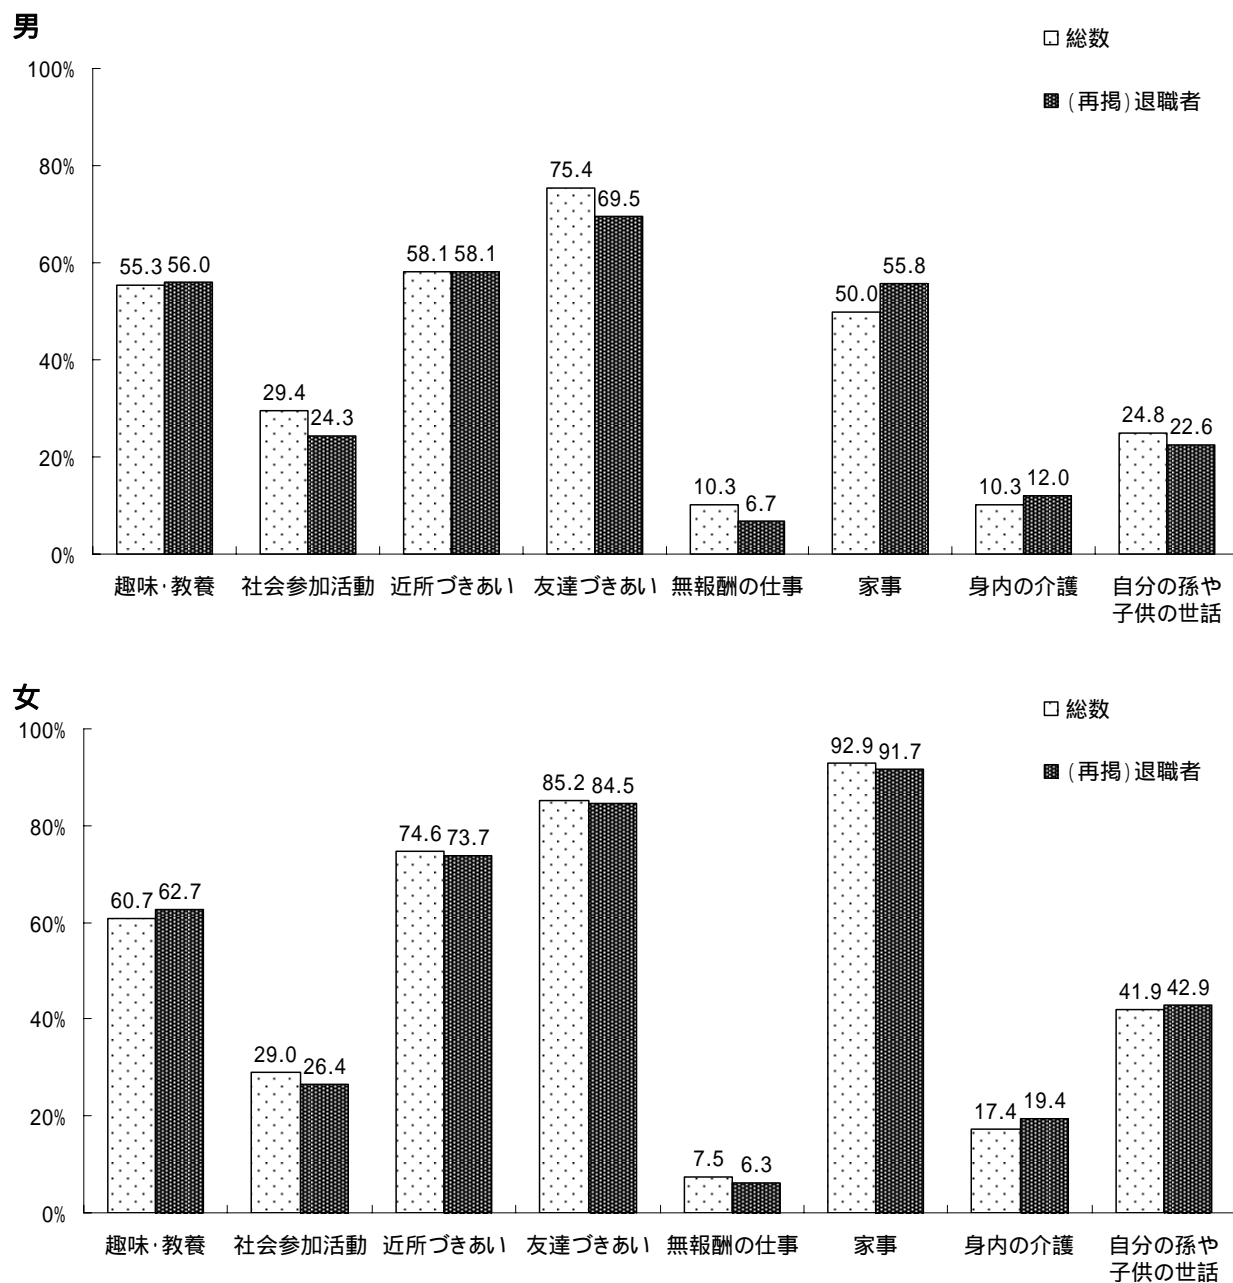 男
総数
(再掲)退職者
100%
80%
60%
40%
20%
0%
55.3 56.0
29.4 24.3
58.1 58.1
75.4 69.5
10.3 6.7
50.0 55.8
10.3 12.0
24.8 22.6
趣味・教養 社会参加活動 近所づきあい 友達づきあい 無報酬の仕事 家事 身内の介護 自分の孫や
子供の世話
女
総数
(再掲)退職者
100%
80%
60%
40%
20%
0%
60.7 62.7
29.0 26.4
74.6 73.7
85.2 84.5
7.5 6.3
92.9 91.7
17.4 19.4
41.9 42.9
趣味・教養 社会参加活動 近所づきあい 友達づきあい 無報酬の仕事 家事 身内の介護 自分の孫や
子供の世話